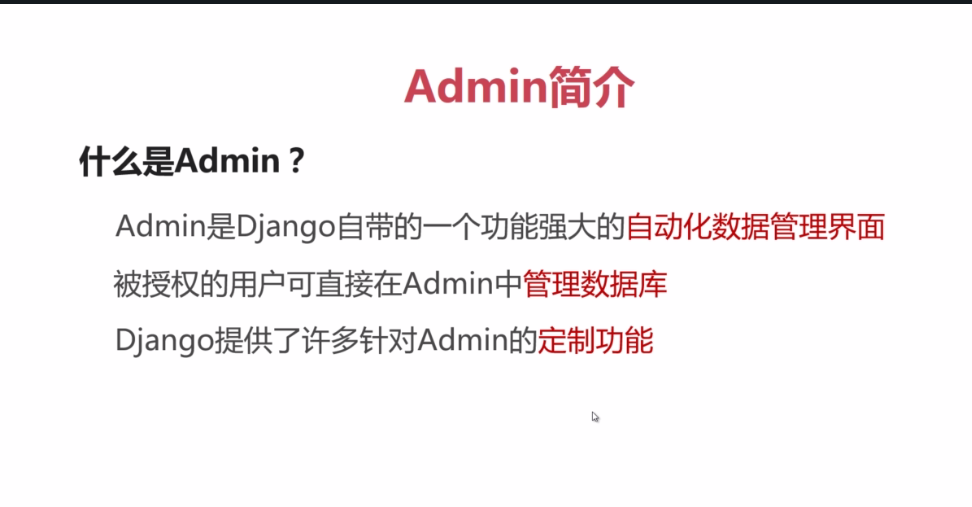 Admin简介
什么是Admin？
Admin是Django自带的一个功能强大的自动化数据管理界面
被授权的用户可直接在Admin中管理数据库
Django提供了许多针对Admin的定制功能